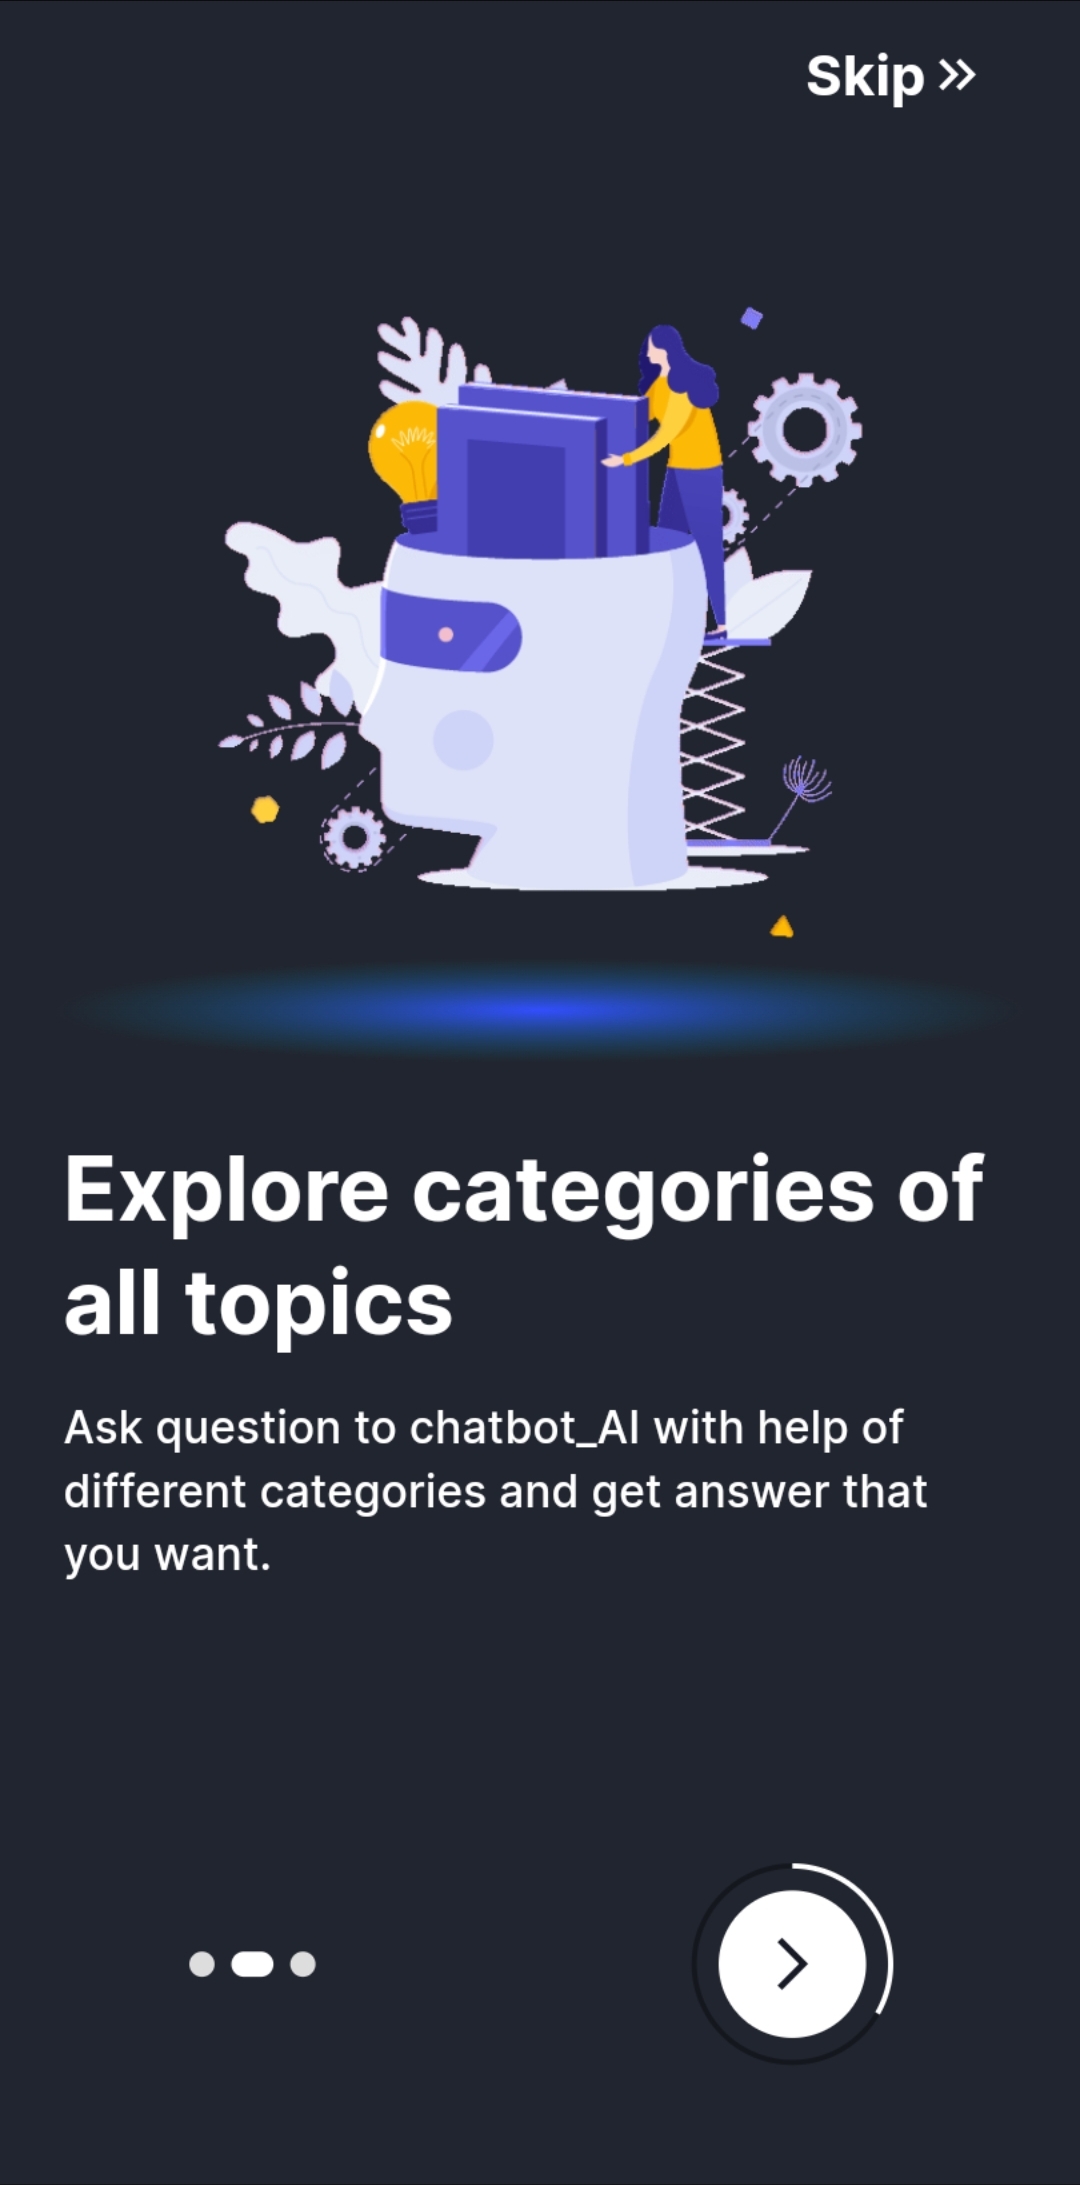 Skip
Explore categories of
all topics
Ask question to chatbot_AI with help of
different categories and get answer that
you want.